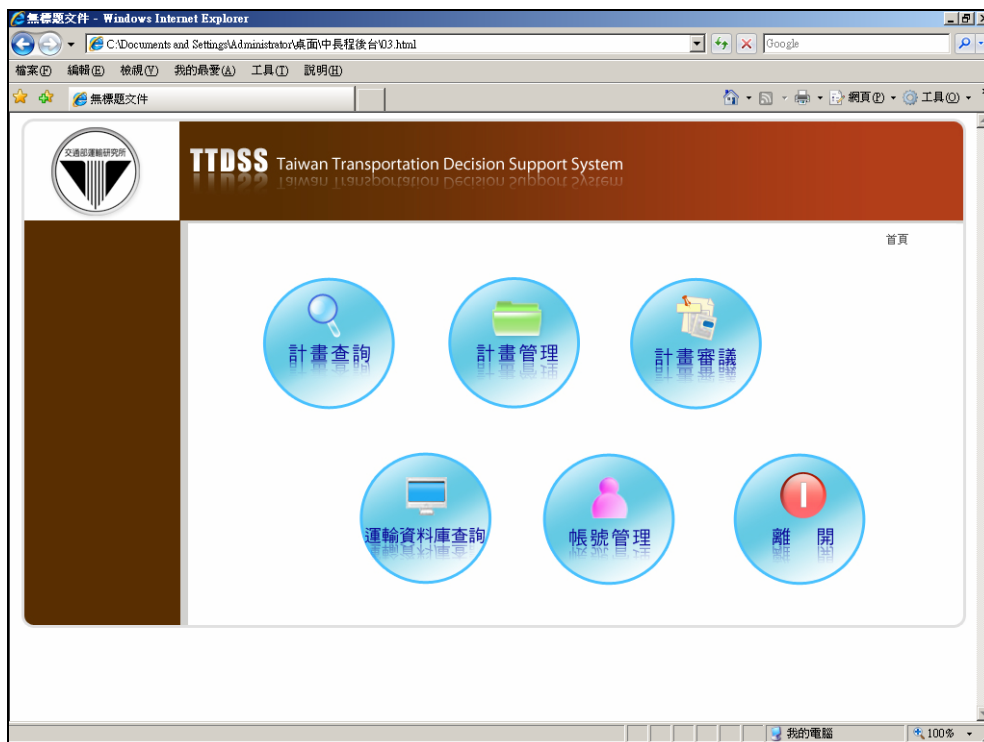 無標題文件 - Windows Internet Explorer
C:\Documents and Settings\Administrator\桌面\中長程後台\03.html
Google
檔案(F) 編輯(E) 檢視(V) 我的最愛(A) 工具(T) 說明(H)
無標題文件
網頁(P) 工具(O)
交通部運輸研究所
TTDSS Taiwan Transportation Decision Support System
首頁
計畫查詢
計畫管理
計畫審議
運輸資料庫查詢
帳號管理
離 開
我的電腦
100%